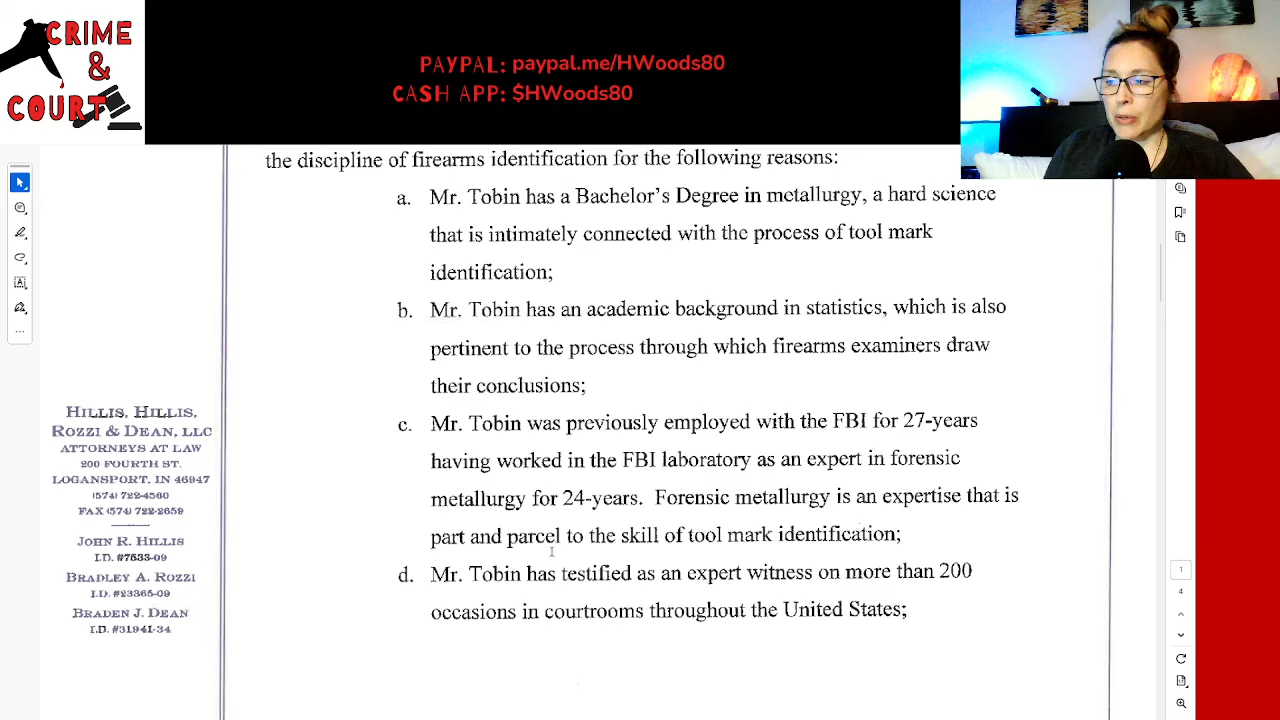 CRIME
&
COURT
PAYPAL: paypal.me/HWoods80
CASH APP: $HWoods80
the discipline of firearms identification for the following reasons:
a. Mr. Tobin has a Bachelor's Degree in metallurgy, a hard science
that is intimately connected with the process of tool mark
identification;
b. Mr. Tobin has an academic background in statistics, which is also
pertinent to the process through which firearms examiners draw
their conclusions;
c. Mr. Tobin was previously employed with the FBI for 27-years
having worked in the FBI laboratory as an expert in forensic
metallurgy for 24-years. Forensic metallurgy is an expertise that is
part and parcel to the skill of tool mark identification;
d. Mr. Tobin has testified as an expert witness on more than 200
occasions in courtrooms throughout the United States;
HILLIS, HILLIS,
ROZZI & DEAN, LLC
ATTORNEYS AT LAW
200 FOURTH ST.
LOGANSPORT, IN 46947
(574) 722-4560
FAX (574) 722-2659
JOHN R. HILLIS
I.D. #7533-09
BRADLEY A. ROZZI
I.D. #23365-09
BRADEN J. DEAN
I.D. #31941-34
1
4